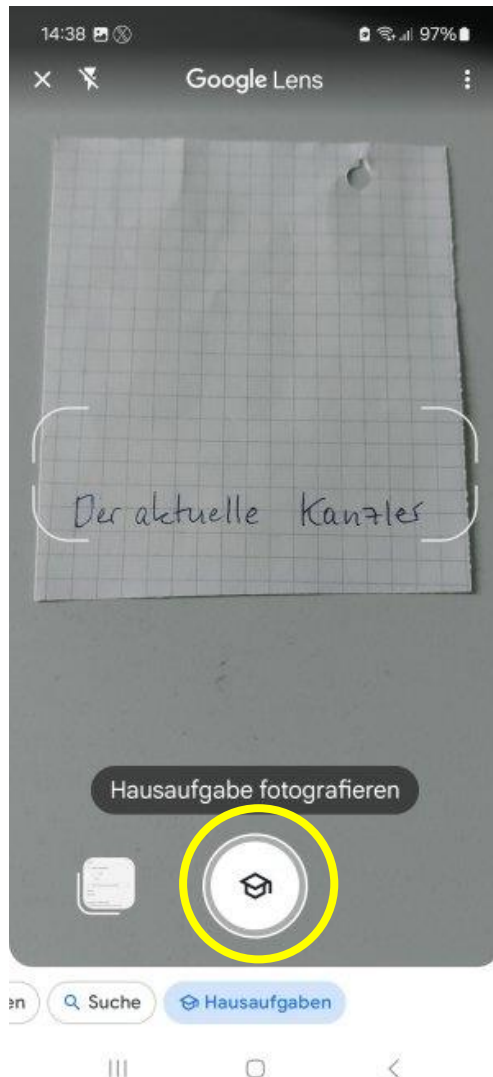 14:38 97%
Google Lens
Der aktuelle Kanzler
Hausaufgabe fotografieren
en Suche Hausaufgaben